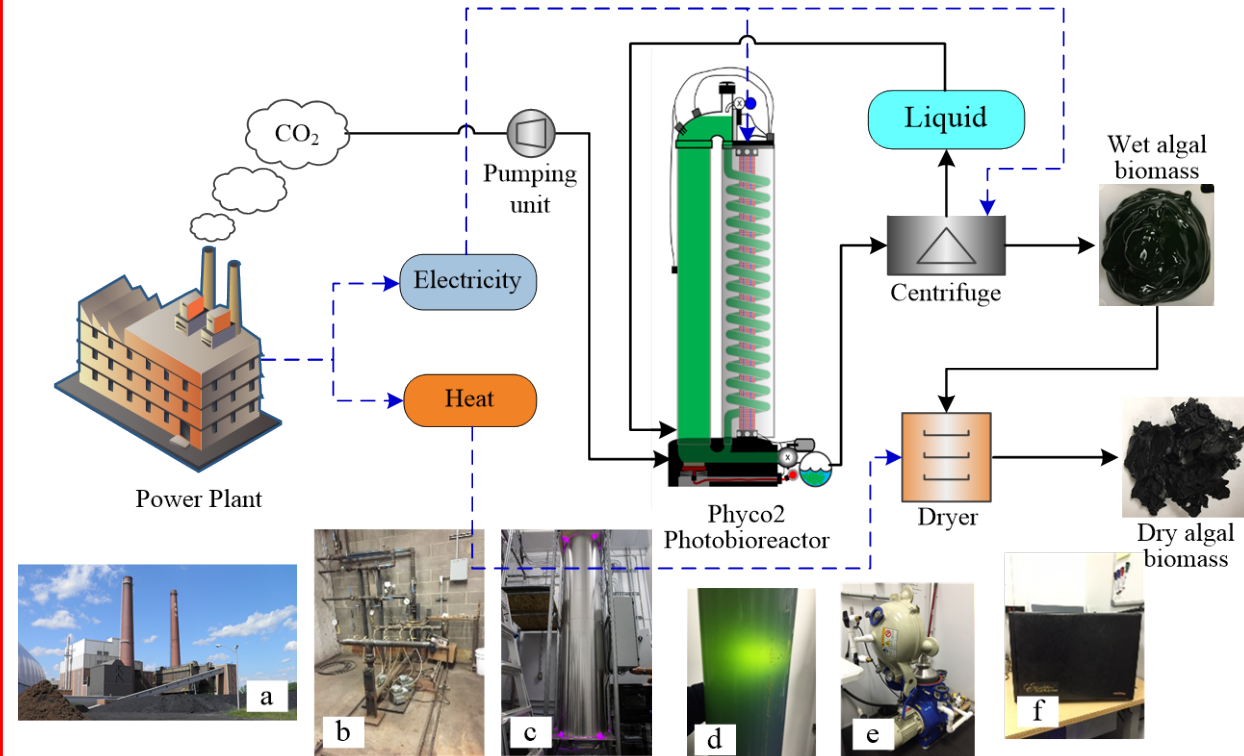 CO₂
Pumping
unit
Liquid
Wet algal
biomass
Electricity
Centrifuge
Heat
Power Plant
Phyco2
Photobioreactor
Dryer
Dry algal
biomass
X
X
a
b
c
d
e
f